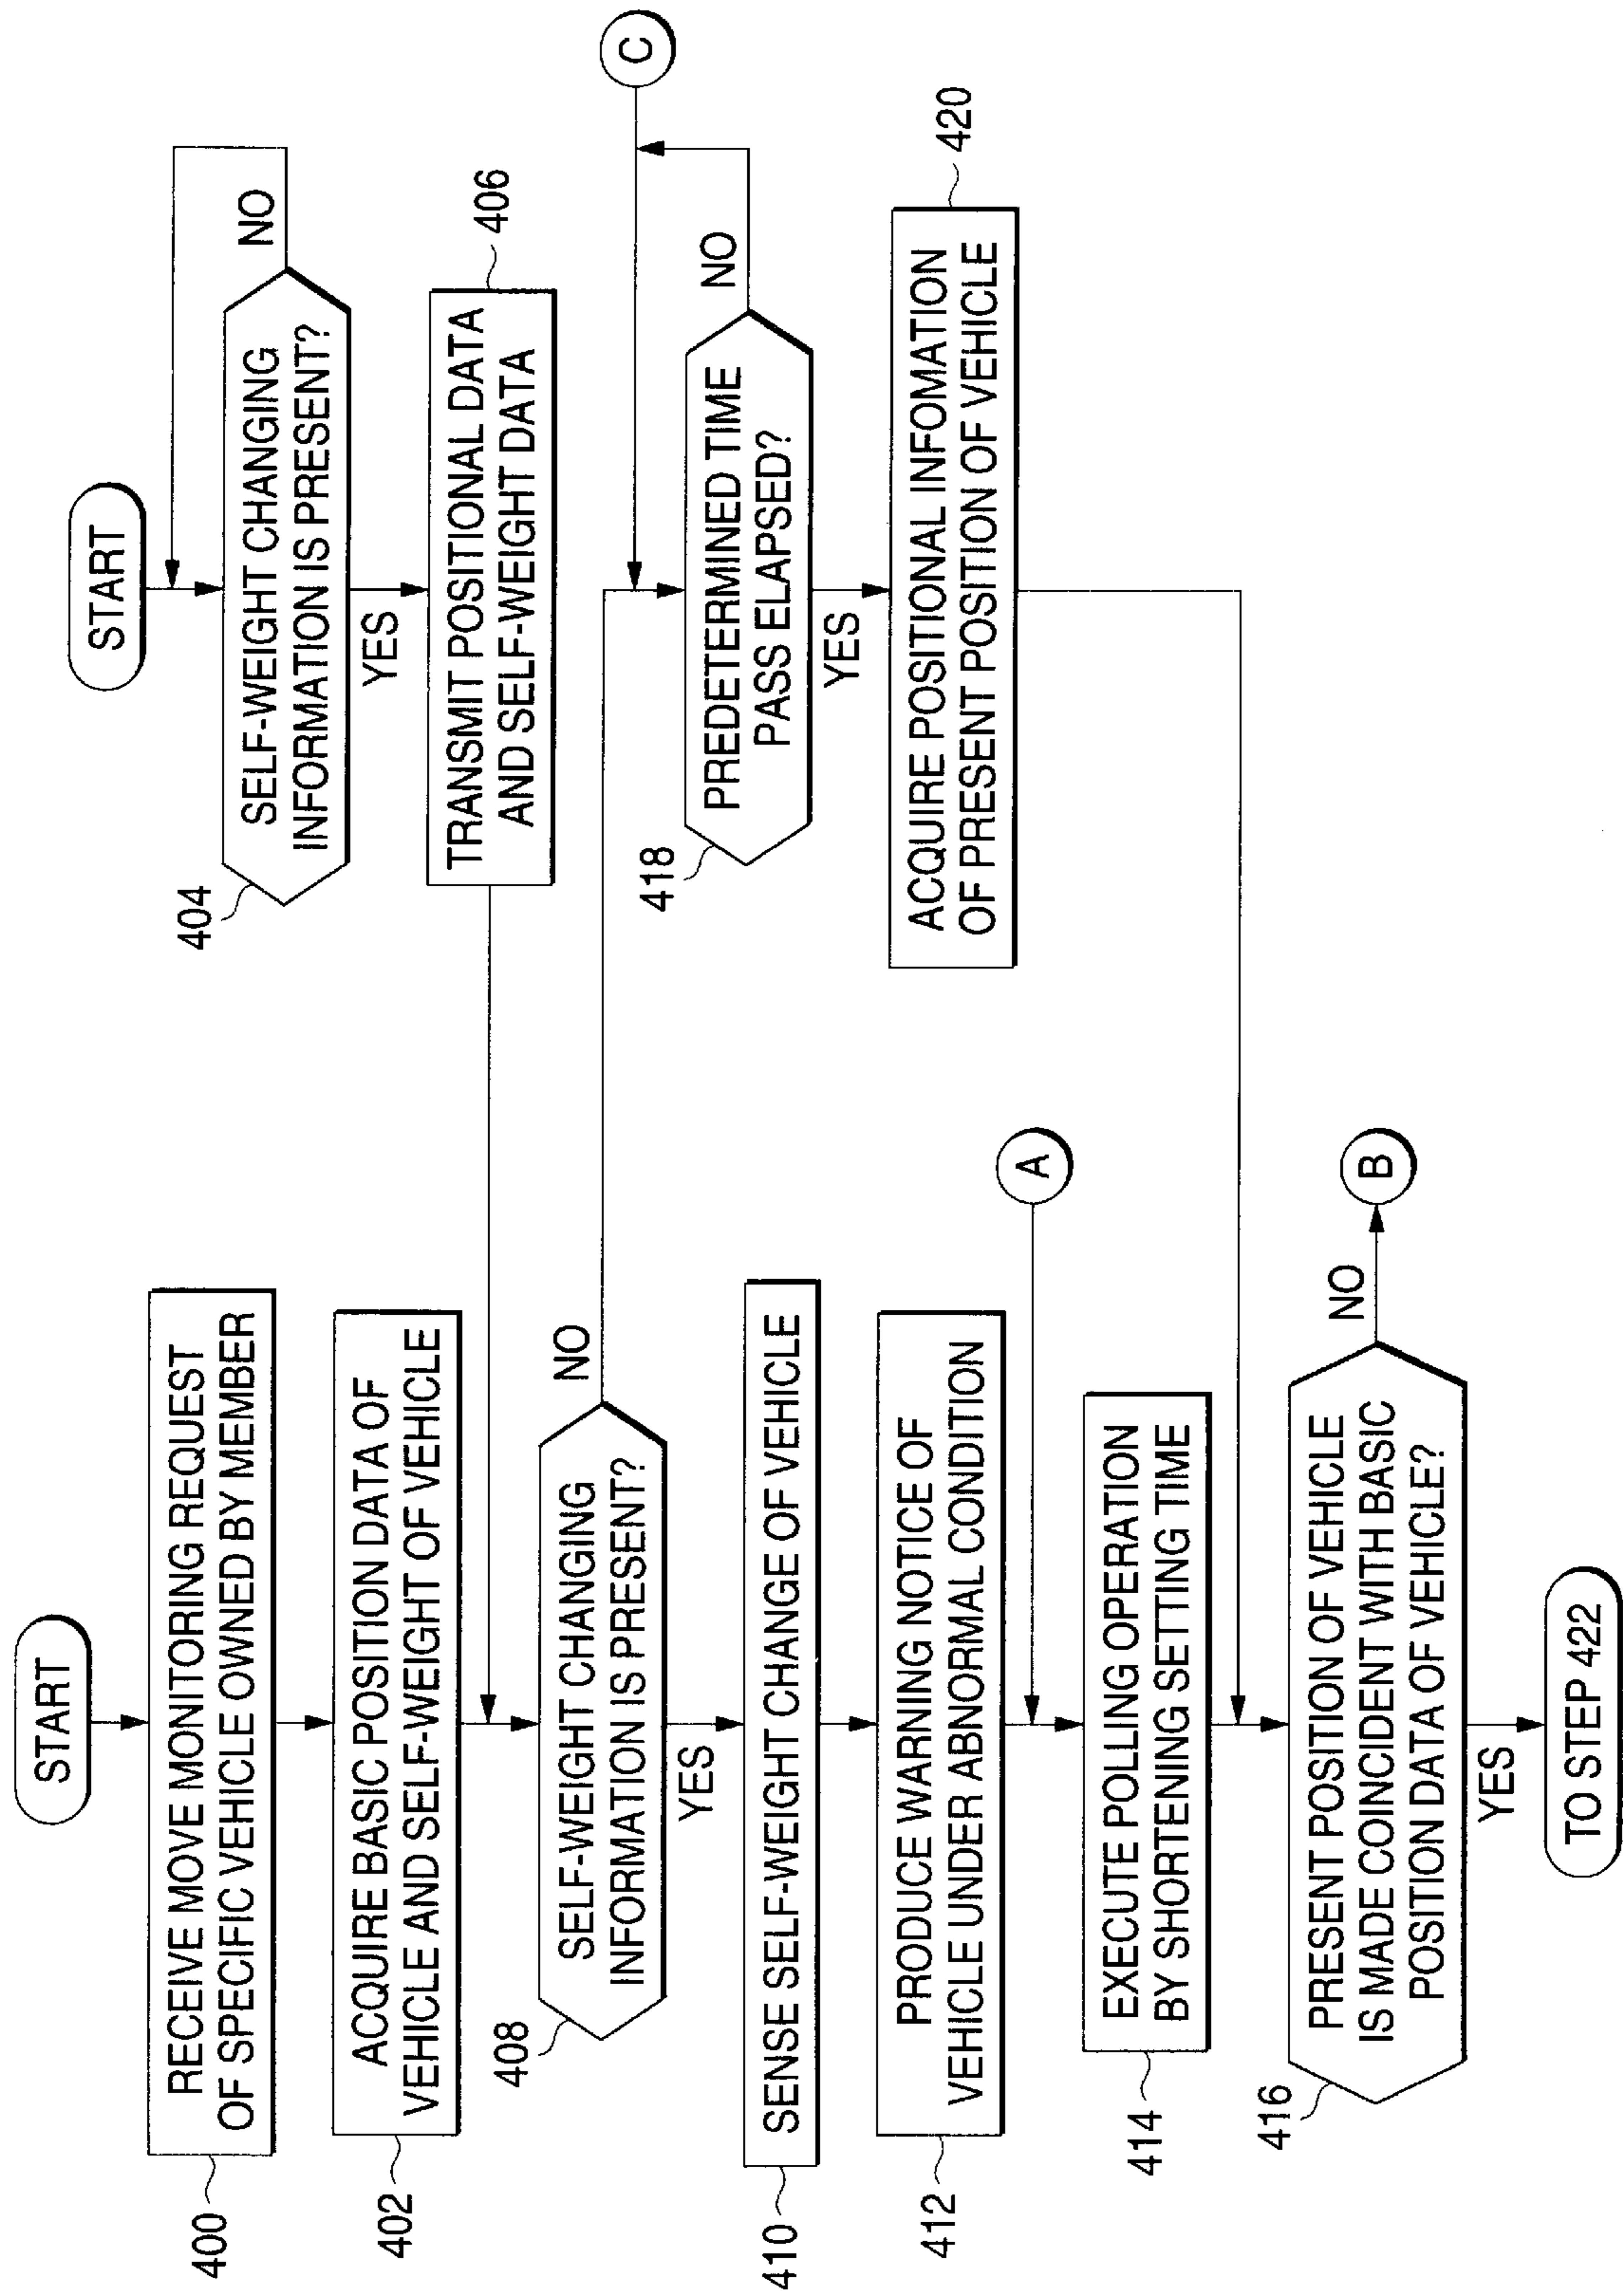 START
RECEIVE MOVE MONITORING REQUEST
OF SPECIFIC VEHICLE OWNED BY MEMBER
400
ACQUIRE BASIC POSITION DATA OF
VEHICLE AND SELF-WEIGHT OF VEHICLE
402
SELF-WEIGHT CHANGING
INFORMATION IS PRESENT?
408
NO
YES
SENSE SELF-WEIGHT CHANGE OF VEHICLE
410
PRODUCE WARNING NOTICE OF
VEHICLE UNDER ABNORMAL CONDITION
412
A
EXECUTE POLLING OPERATION
BY SHORTENING SETTING TIME
414
PRESENT POSITION OF VEHICLE
IS MADE COINCIDENT WITH BASIC
POSITION DATA OF VEHICLE?
416
NO
B
YES
TO STEP 422
START
404
SELF-WEIGHT CHANGING
INFORMATION IS PRESENT?
NO
YES
406
TRANSMIT POSITIONAL DATA
AND SELF-WEIGHT DATA
C
418
PREDETERMINED TIME
PASS ELAPSED?
NO
YES
420
ACQUIRE POSITIONAL INFOMATION
OF PRESENT POSITION OF VEHICLE